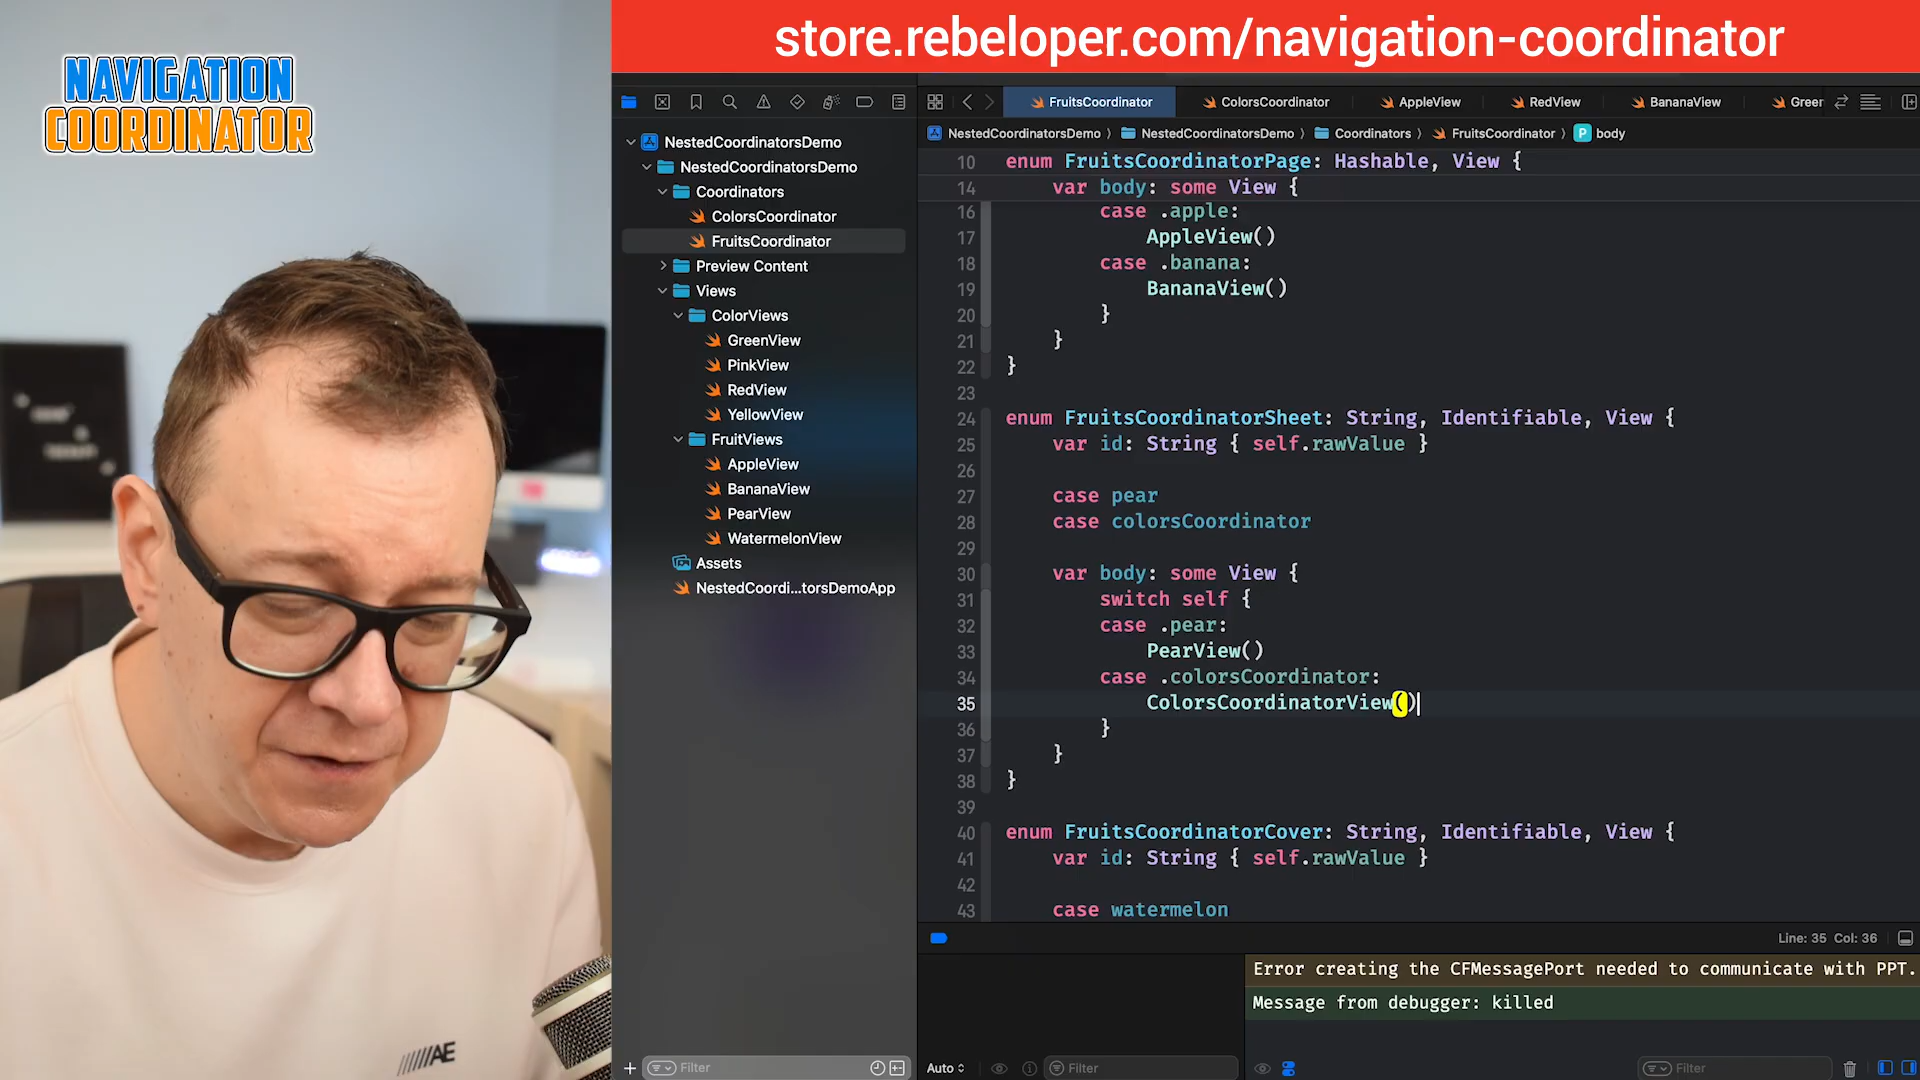 store.rebeloper.com/navigation-coordinator
NAVIGATION
COORDINATOR
NestedCoordinatorsDemo
NestedCoordinatorsDemo
Coordinators
ColorsCoordinator
FruitsCoordinator
Preview Content
Views
ColorViews
GreenView
PinkView
RedView
YellowView
FruitViews
AppleView
BananaView
PearView
WatermelonView
Assets
NestedCoordi...torsDemoApp
Filter
FruitsCoordinator ColorsCoordinator AppleView RedView BananaView Greer
NestedCoordinatorsDemo NestedCoordinatorsDemo Coordinators FruitsCoordinator P body
10 enum FruitsCoordinatorPage: Hashable, View {
14 var body: some View {
16 case .apple:
17 AppleView()
18 case .banana:
19 BananaView()
20 }
21 }
22 }
23
24 enum FruitsCoordinatorSheet: String, Identifiable, View {
25 var id: String { self.rawValue }
26
27 case pear
28 case colorsCoordinator
29
30 var body: some View {
31 switch self {
32 case .pear:
33 PearView()
34 case .colorsCoordinator:
35 ColorsCoordinatorView()
36 }
37 }
38 }
39
40 enum FruitsCoordinatorCover: String, Identifiable, View {
41 var id: String { self.rawValue }
42
43 case watermelon
Line: 35 Col: 36
Error creating the CFMessagePort needed to communicate with PPT.
Message from debugger: killed
Auto
Filter
Filter
/////AE